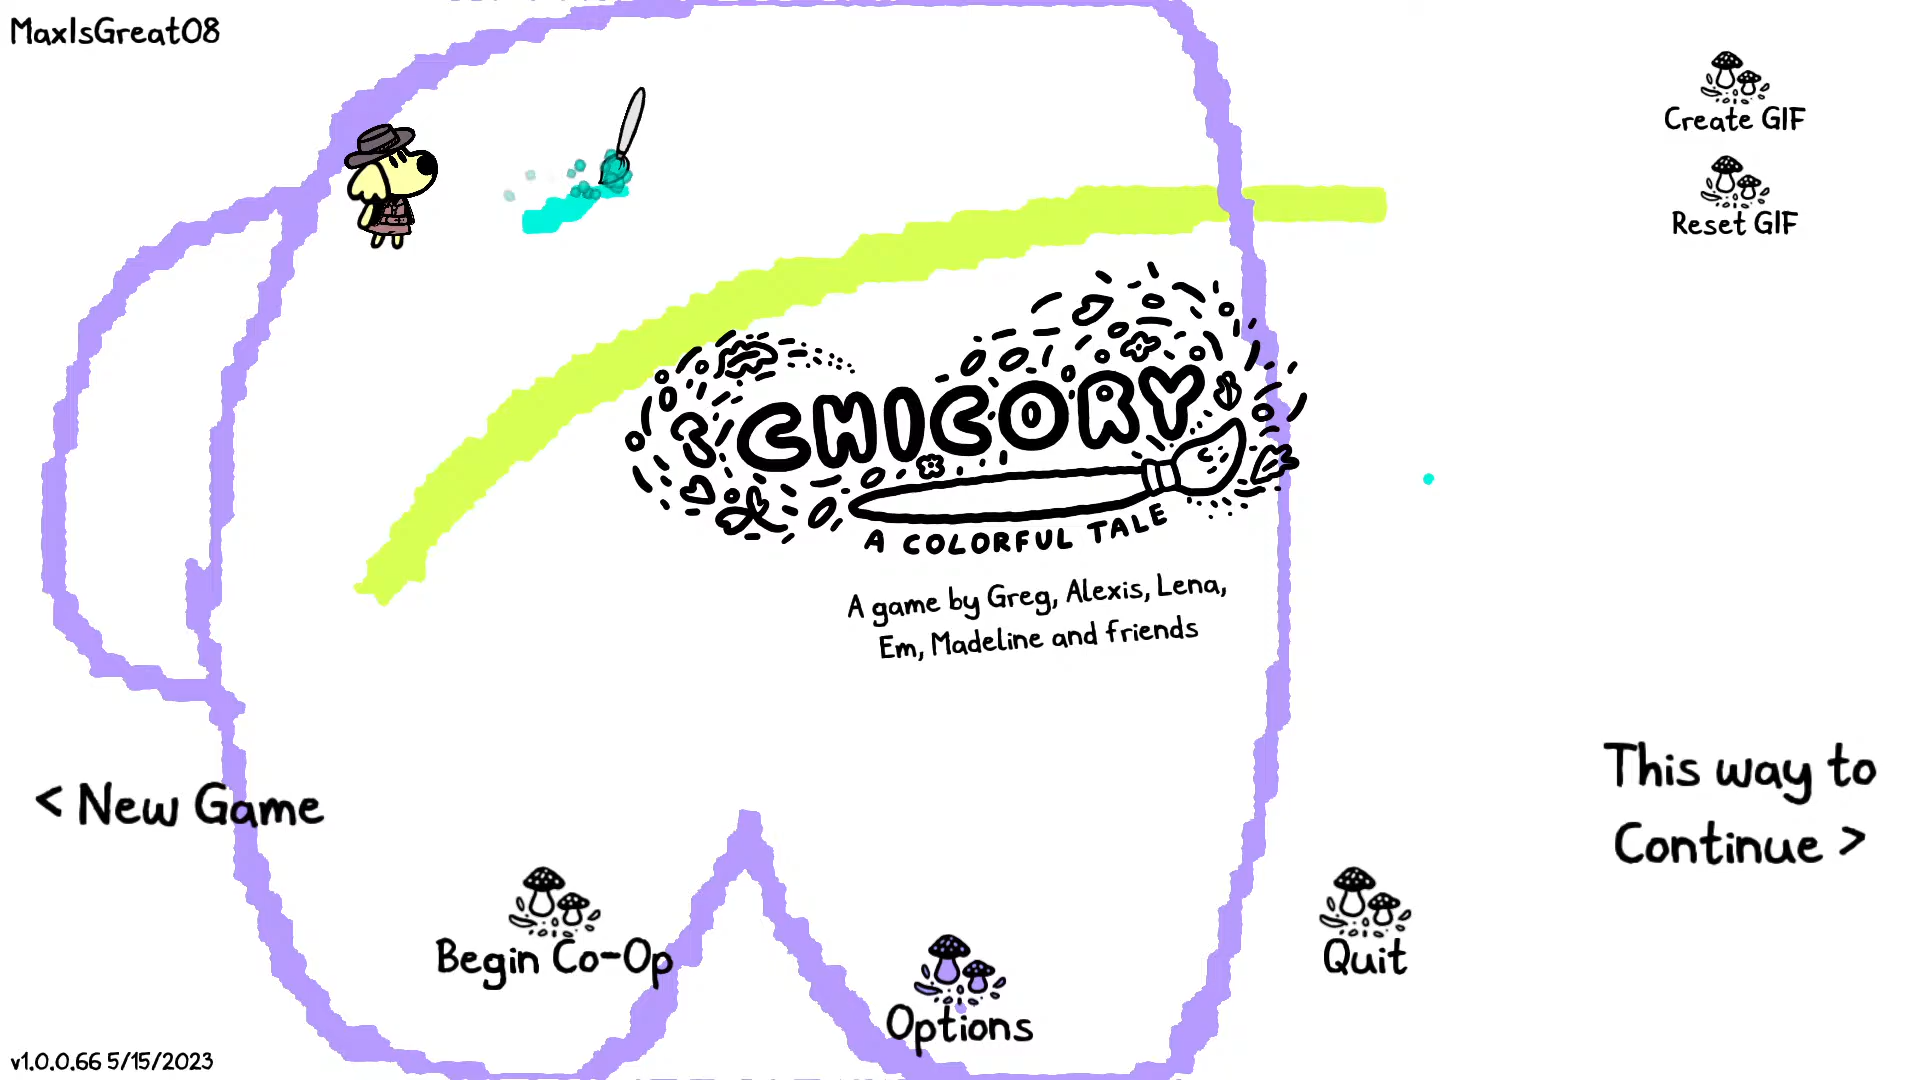 MaxIsGreat08
Create GIF
Reset GIF
CHICORY
A COLORFUL TALE
A game by Greg, Alexis, Lena,
Em, Madeline and friends
< New Game
This way to
Continue >
Begin Co-Op
Options
Quit
v1.0.0.66 5/15/2023